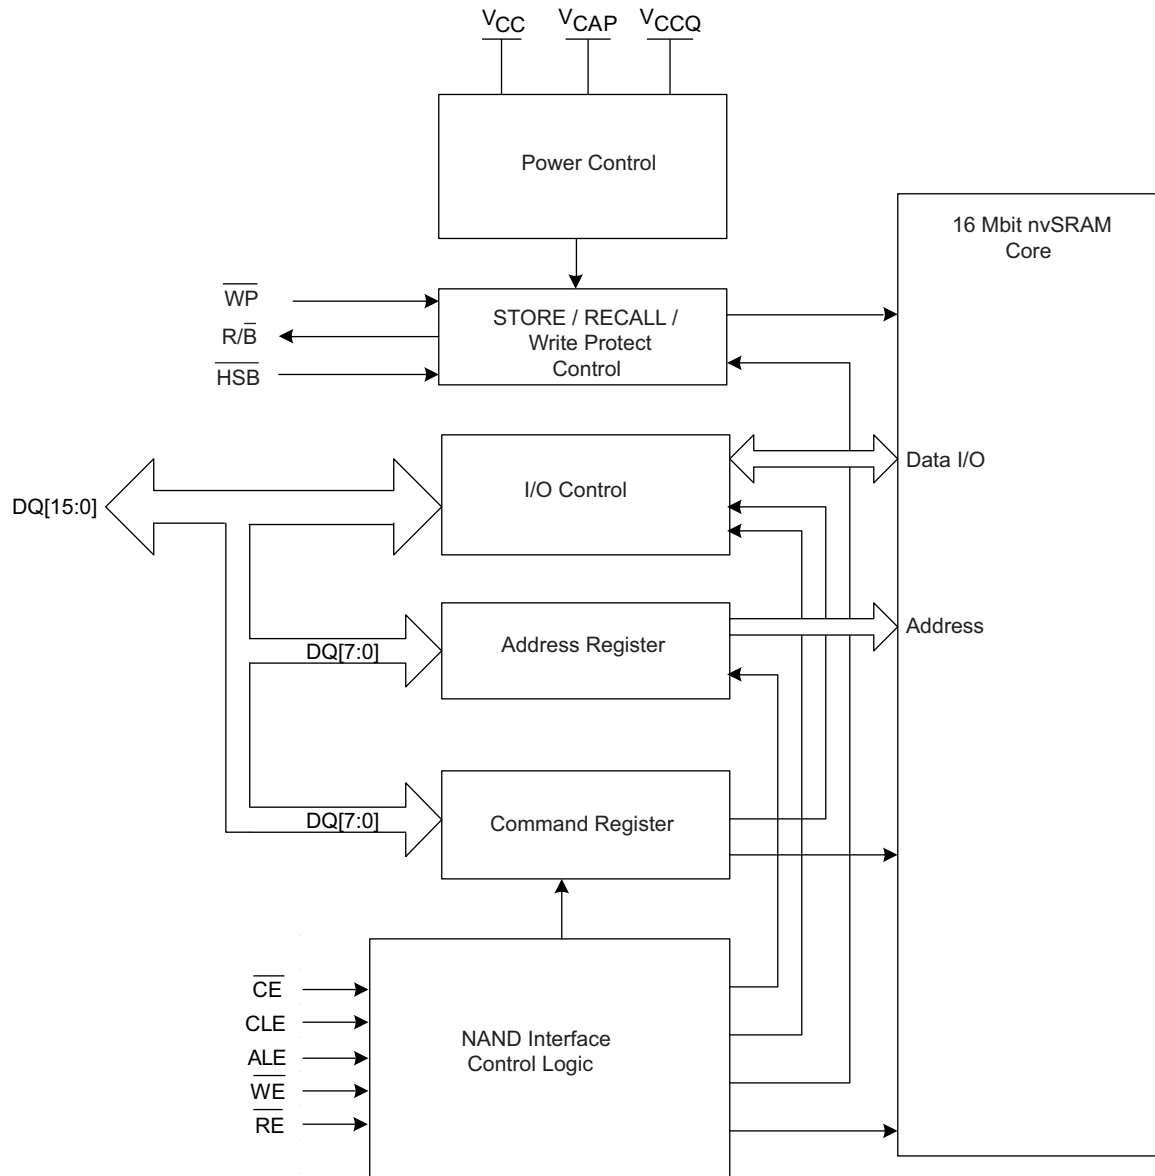 VCC VCAP VCCQ
Power Control
16 Mbit nvSRAM
Core
WP
R/B
HSB
STORE / RECALL /
Write Protect
Control
DQ[15:0]
I/O Control
Data I/O
DQ[7:0]
Address Register
Address
DQ[7:0]
Command Register
CE
CLE
ALE
WE
RE
NAND Interface
Control Logic